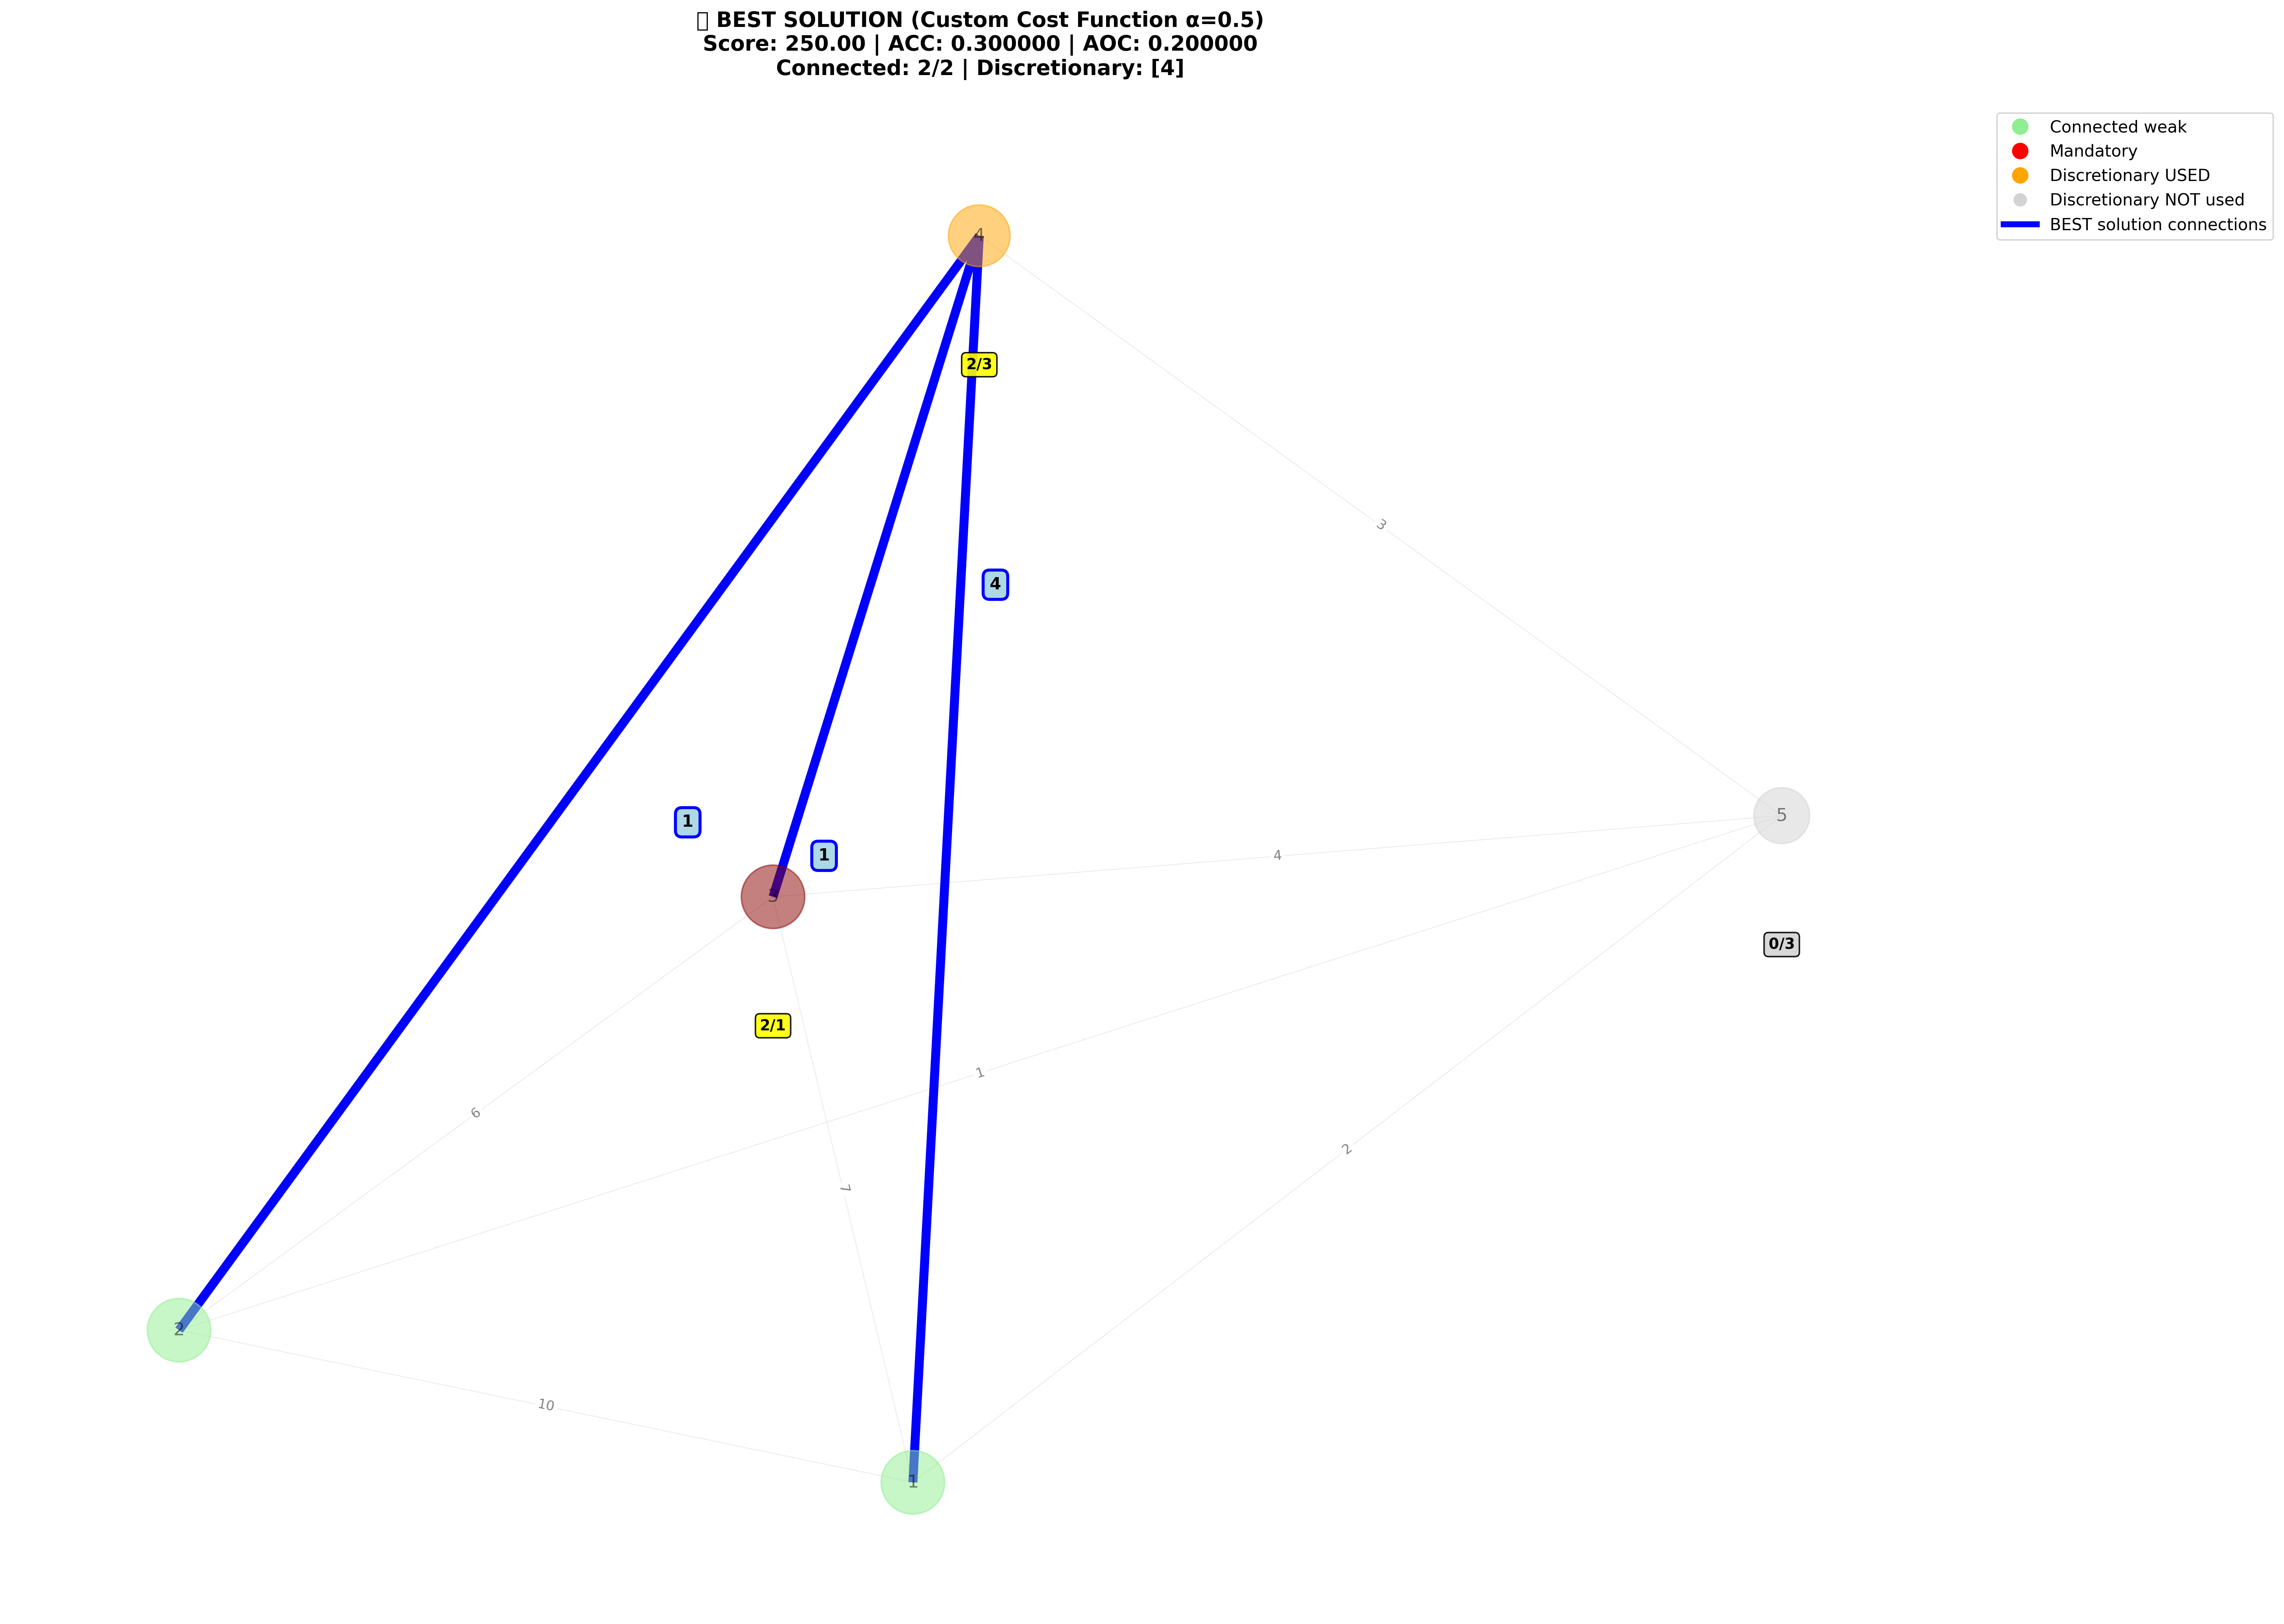 BEST SOLUTION (Custom Cost Function α=0.5)
Score: 250.00 | ACC: 0.300000 | AOC: 0.200000
Connected: 2/2 | Discretionary: [4]
Connected weak
Mandatory
Discretionary USED
Discretionary NOT used
BEST solution connections
4
2/3
3
4
5
1
1
4
3
0/3
2/1
1
6
2
7
2
10
1